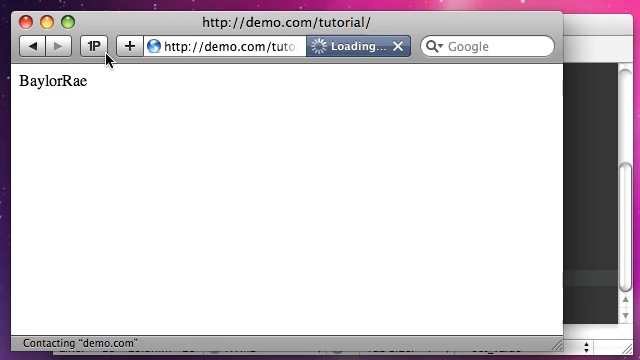 http://demo.com/tutorial/
1P
http://demo.com/tuto
Loading...
Google
BaylorRae
Contacting "demo.com"